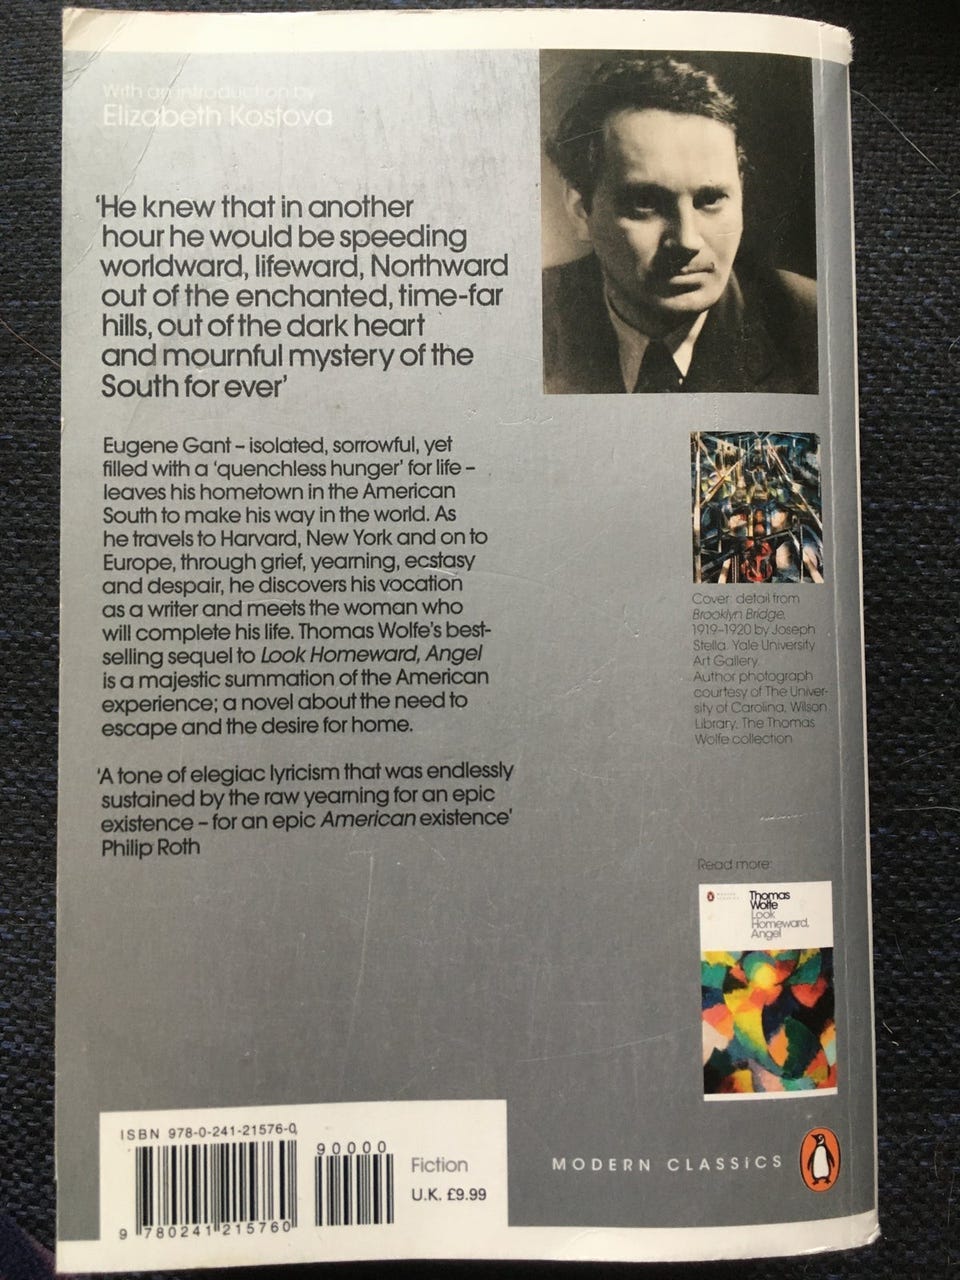 With an introduction by
Elizabeth Kostova
'He knew that in another
hour he would be speeding
worldward, lifeward, Northward
out of the enchanted, time-far
hills, out of the dark heart
and mournful mystery of the
South for ever'
Eugene Gant – isolated, sorrowful, yet
filled with a 'quenchless hunger' for life –
leaves his hometown in the American
South to make his way in the world. As
he travels to Harvard, New York and on to
Europe, through grief, yearning, ecstasy
and despair, he discovers his vocation
as a writer and meets the woman who
will complete his life. Thomas Wolfe's best-
selling sequel to Look Homeward, Angel
is a majestic summation of the American
experience; a novel about the need to
escape and the desire for home.
'A tone of elegiac lyricism that was endlessly
sustained by the raw yearning for an epic
existence – for an epic American existence'
Philip Roth
Cover: detail from
Brooklyn Bridge,
1919–1920 by Joseph
Stella. Yale University
Art Gallery.
Author photograph
courtesy of The Univer-
sity of Carolina, Wilson
Library. The Thomas
Wolfe collection
Read more:
MODERN
CLASSICS
Thomas
Wolfe
Look
Homeward,
Angel
ISBN 978-0-241-21576-0
90000
9 780241 215760
Fiction
U.K. £9.99
MODERN CLASSICS